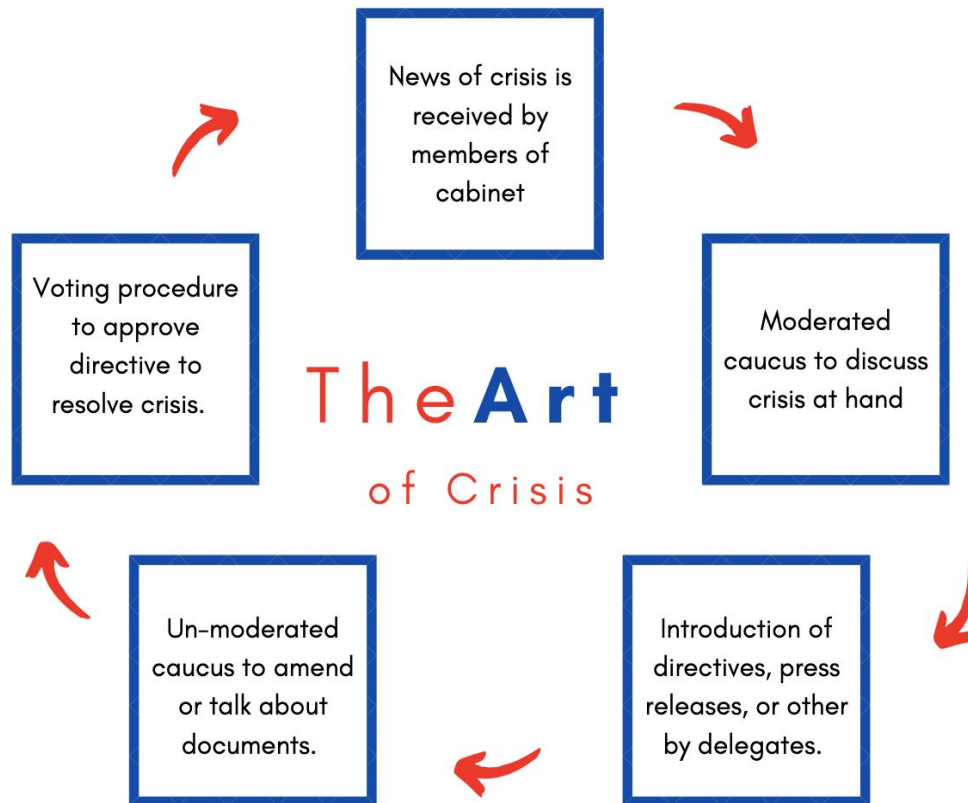 News of crisis is
received by
members of
cabinet
Moderated
caucus to discuss
crisis at hand
Introduction of
directives, press
releases, or other
by delegates.
Un-moderated
caucus to amend
or talk about
documents.
Voting procedure
to approve
directive to
resolve crisis.
TheArt
of Crisis